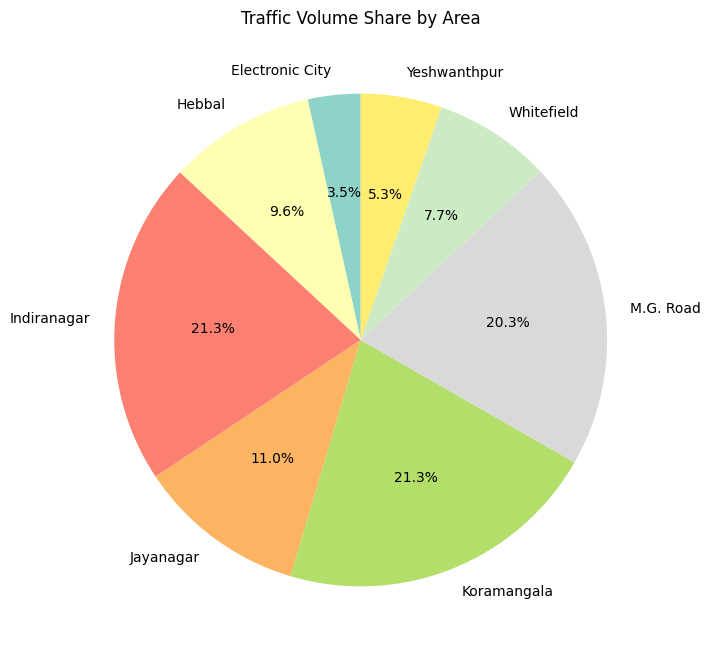 Traffic Volume Share by Area
Electronic City
Yeshwanthpur
Hebbal
Whitefield
3.5%
5.3%
9.6%
7.7%
Indiranagar
21.3%
20.3%
M.G. Road
11.0%
21.3%
Jayanagar
Koramangala